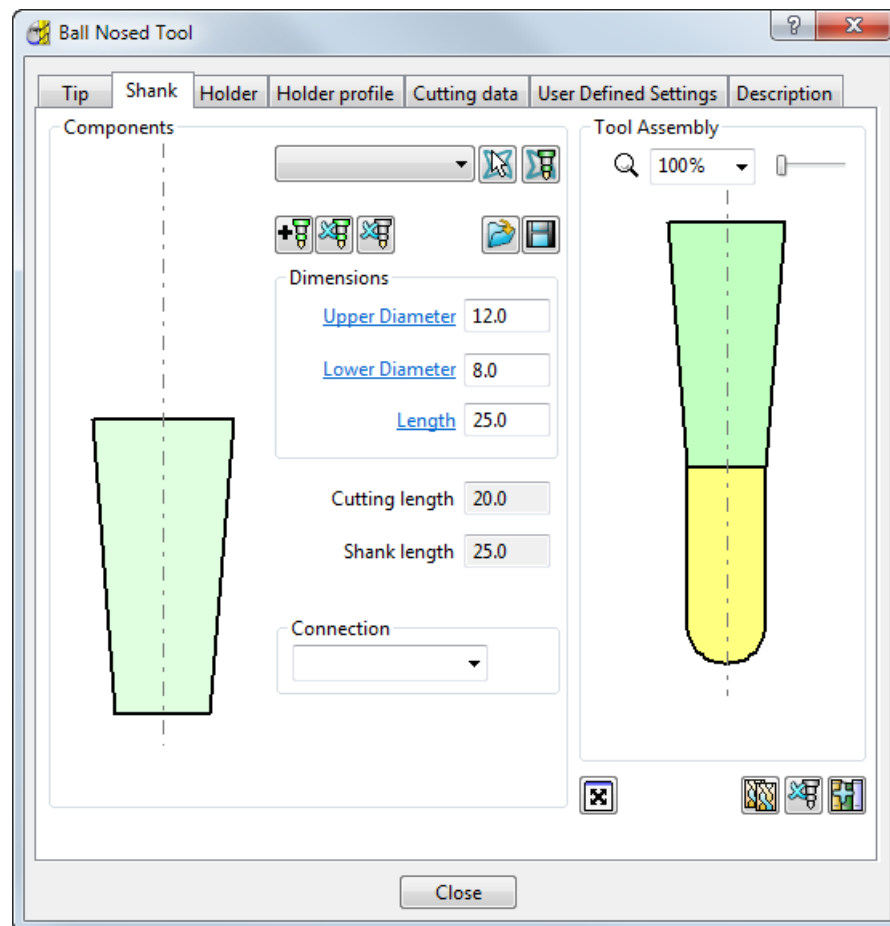 Ball Nosed Tool
Tip Shank Holder Holder profile Cutting data User Defined Settings Description
Components
Tool Assembly
100%
Dimensions
Upper Diameter 12.0
Lower Diameter 8.0
Length 25.0
Cutting length 20.0
Shank length 25.0
Connection
Close